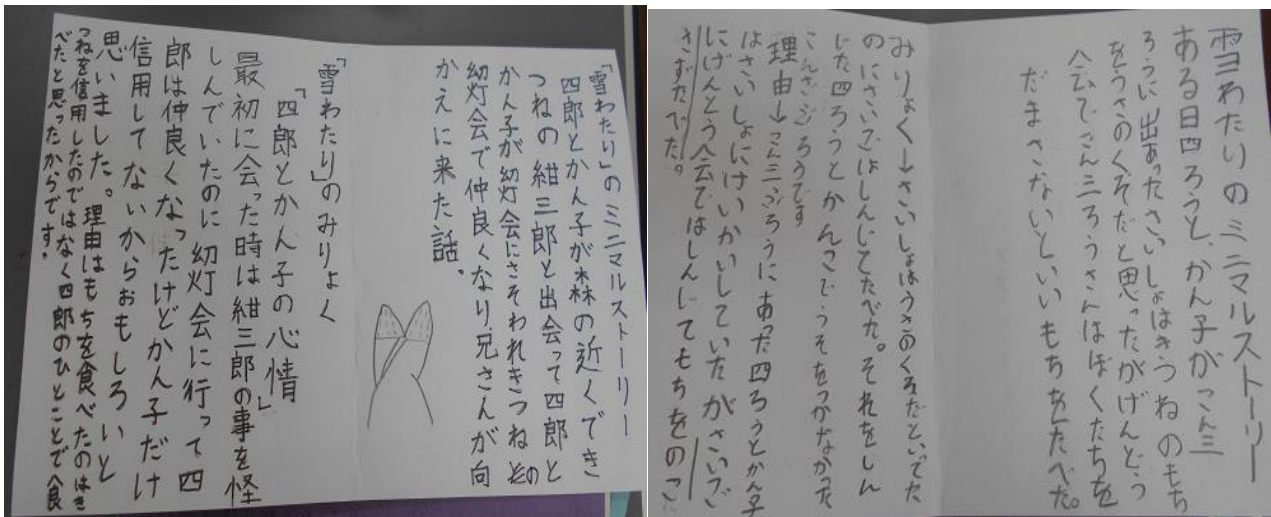 「雪わたり」のミニマルストーリー
四郎とかん子が森の近くでき
つねの紺三郎と出会って四郎と
かん子が幻灯会にさそわれきつねの
幻灯会で仲良くなり兄さんが向
かえに来た話。
「雪わたり」のみりょく
「四郎とかん子の心情」
最初に会った時は紺三郎の事を怪
しんでいたのに幻灯会に行って四
郎は仲良くなったけどかん子だけ
信用してないからおもしろいと
思いました。理由はもちを食べたのはき
つねを信用したのではなく四郎のひとことで食
べたと思ったからです。
雪わたりのミニマルストーリー
ある日四ろうと、かん子がこん三
ろうに出あったさいしょはきつねのもち
をうさのくそだと思ったがげんとう
会でこん三ろうさんはぼくたちを
だまさないといいもちをたべた。
みりょく→さいしょはうさのくそだといってた
のにさいごはしんじてたべた。それをしん
じた四ろうとかんこでうそをつかなかった
こんざごろうです
理由→こん三ごろうにあった四ろうとかん子
はさいしょにけいかいしていたがさいご
にげんとう会ではしんじてもちをのこ
さずたべた。